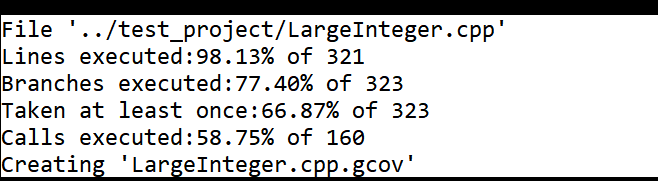 File '../test_project/LargeInteger.cpp'
Lines executed:98.13% of 321
Branches executed:77.40% of 323
Taken at least once:66.87% of 323
Calls executed:58.75% of 160
Creating 'LargeInteger.cpp.gcov'